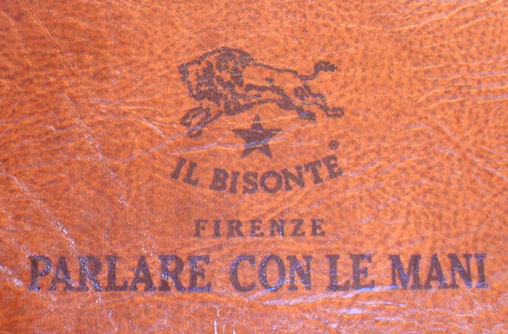 IL BISONTE®
FIRENZE
PARLARE CON LE MANI